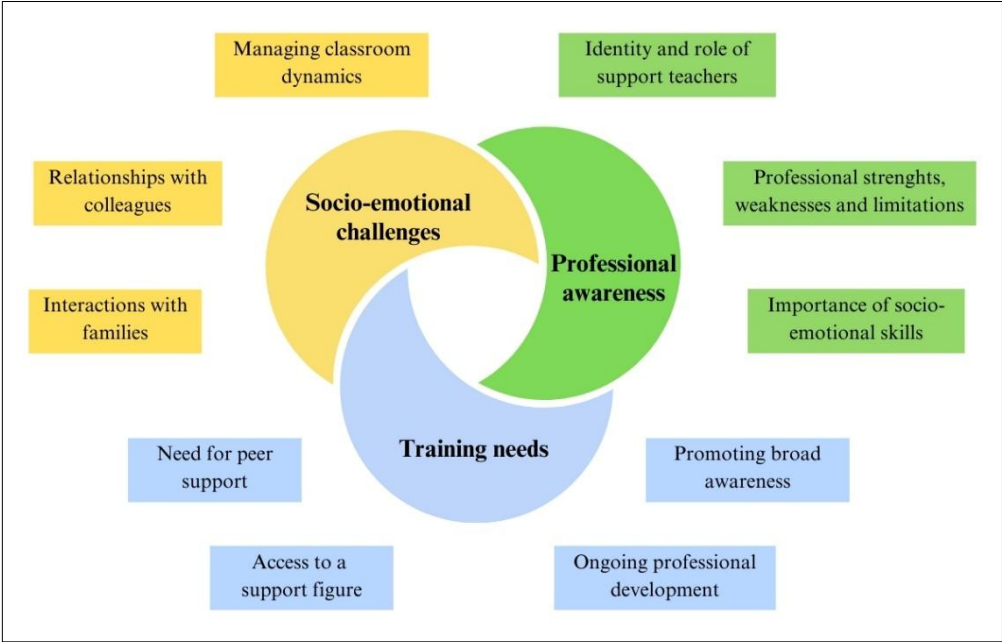 Managing classroom
dynamics
Identity and role of
support teachers
Relationships with
colleagues
Socio-emotional
challenges
Professional strenghts,
weaknesses and limitations
Professional
awareness
Interactions with
families
Importance of socio-
emotional skills
Training needs
Need for peer
support
Promoting broad
awareness
Access to a
support figure
Ongoing professional
development